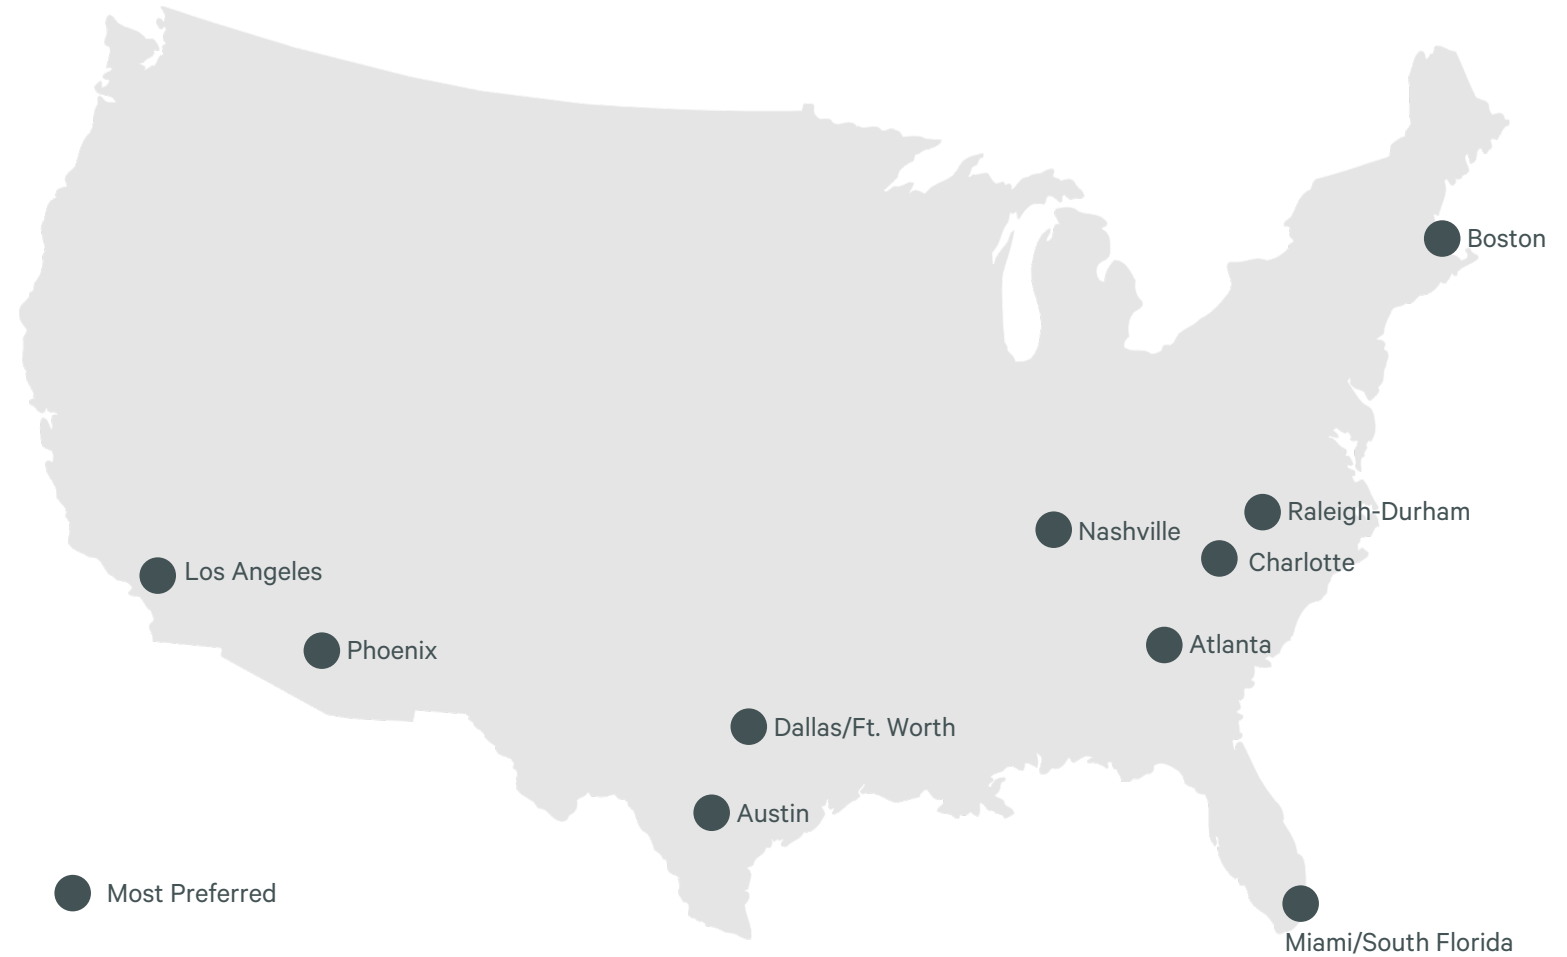 Boston
Raleigh-Durham
Nashville
Charlotte
Los Angeles
Atlanta
Phoenix
Dallas/Ft. Worth
Austin
Most Preferred
Miami/South Florida